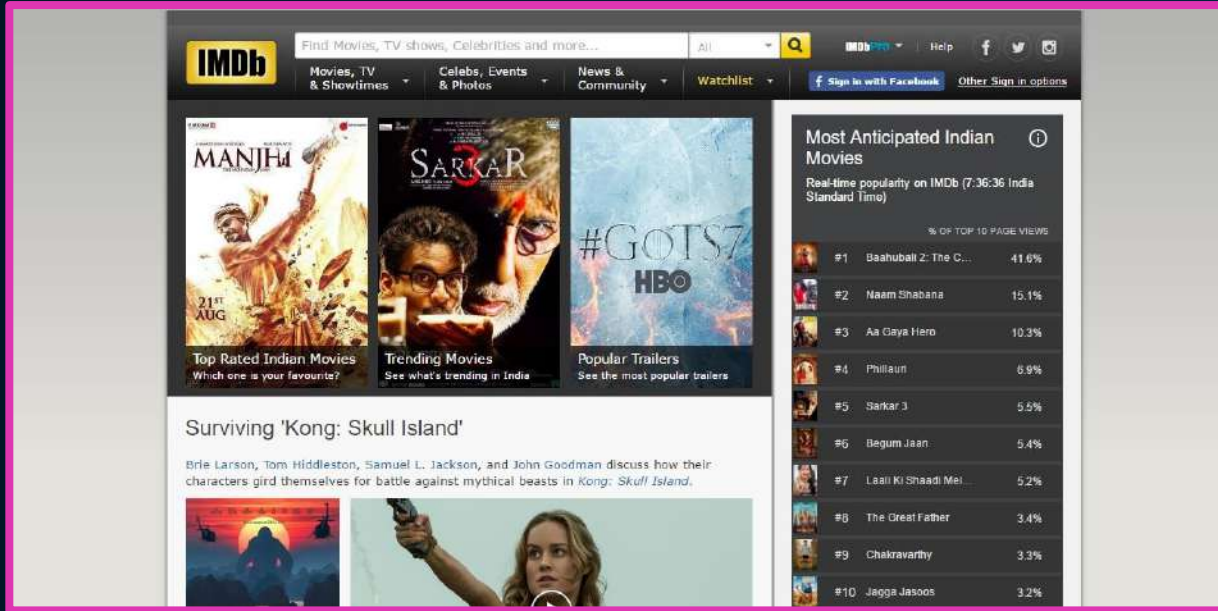 IMDb
Find Movies, TV shows, Celebrities and more...
All
IMDbPro
Help
Movies, TV & Showtimes
Celebs, Events & Photos
News & Community
Watchlist
Sign in with Facebook
Other Sign in options
MANJHI
21ST AUG
Top Rated Indian Movies
Which one is your favourite?
SARKAR
3
Trending Movies
See what's trending in India
#GOTS7
HBO
Popular Trailers
See the most popular trailers
Surviving 'Kong: Skull Island'
Brie Larson, Tom Hiddleston, Samuel L. Jackson, and John Goodman discuss how their
characters gird themselves for battle against mythical beasts in Kong: Skull Island.
Most Anticipated Indian
Movies
Real-time popularity on IMDb (7:36:36 India
Standard Time)
% OF TOP 10 PAGE VIEWS
#1 Baahubali 2: The C... 41.6%
#2 Naam Shabana 15.1%
#3 Aa Gaya Hero 10.3%
#4 Phillauri 6.9%
#5 Sarkar 3 5.5%
#6 Begum Jaan 5.4%
#7 Laali Ki Shaadi Mei... 5.2%
#8 The Great Father 3.4%
#9 Chakravarthy 3.3%
#10 Jagga Jasoos 3.2%